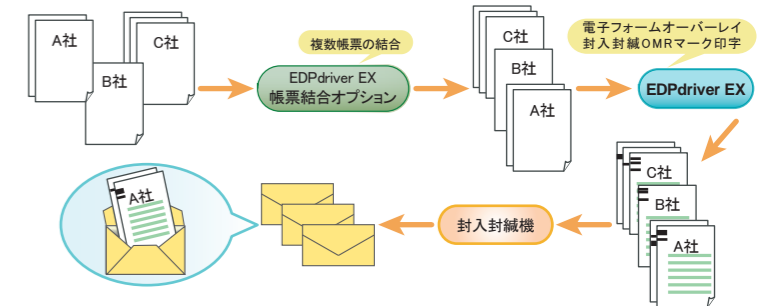 A社
B社
C社
複数帳票の結合
EDPdriver EX
帳票結合オプション
C社
B社
A社
電子フォームオーバーレイ
封入封緘OMRマーク印字
EDPdriver EX
C社
B社
A社
封入封緘機
A社